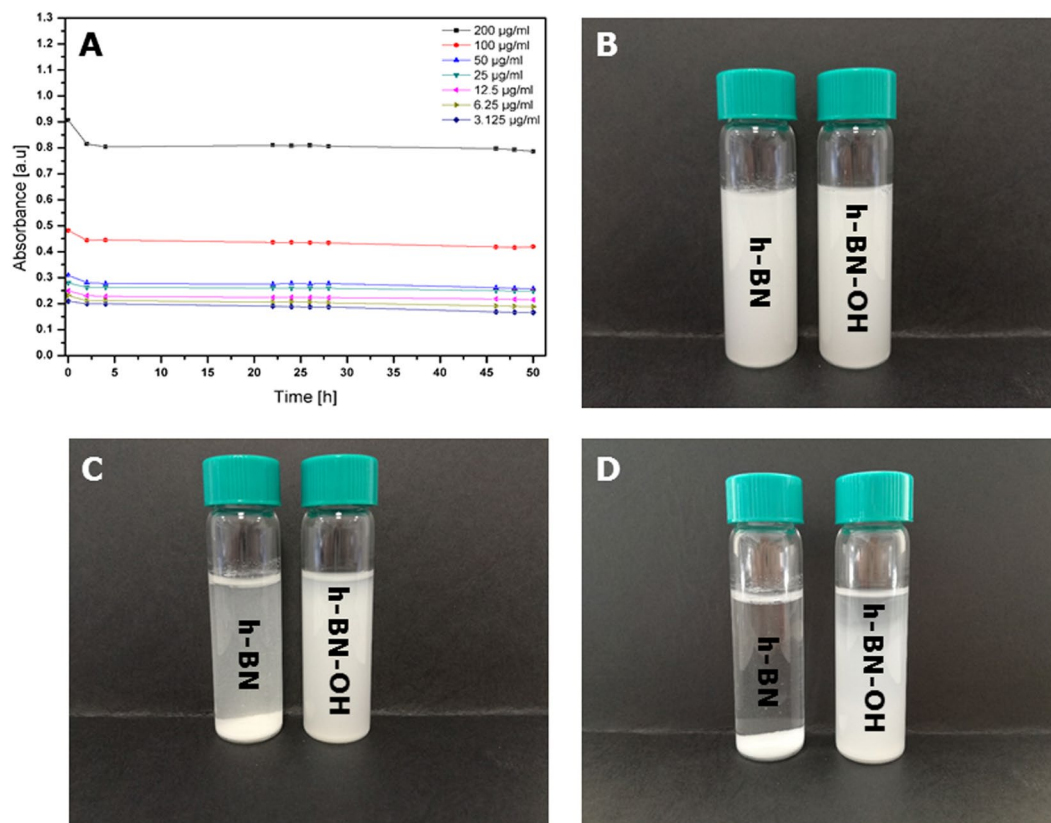 A
200 µg/ml
100 µg/ml
50 µg/ml
25 µg/ml
12.5 µg/ml
6.25 µg/ml
3.125 µg/ml
1.3
1.2
1.1
1.0
0.9
0.8
0.7
0.6
0.5
0.4
0.3
0.2
0.1
0.0
Absorbance [a.u]
0 5 10 15 20 25 30 35 40 45 50
Time [h]
B
h-BN
h-BN-OH
C
h-BN
h-BN-OH
D
h-BN
h-BN-OH